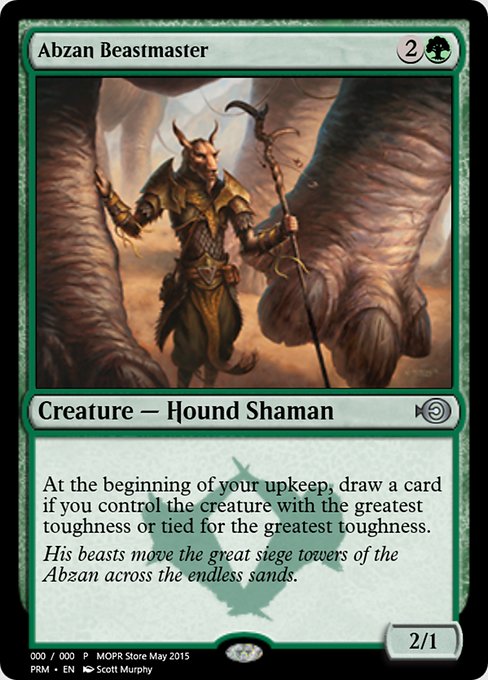 Abzan Beastmaster
2
Creature — Hound Shaman
At the beginning of your upkeep, draw a card
if you control the creature with the greatest
toughness or tied for the greatest toughness.
His beasts move the great siege towers of the
Abzan across the endless sands.
2/1
000 / 000 P MOPR Store May 2015
PRM • EN Scott Murphy